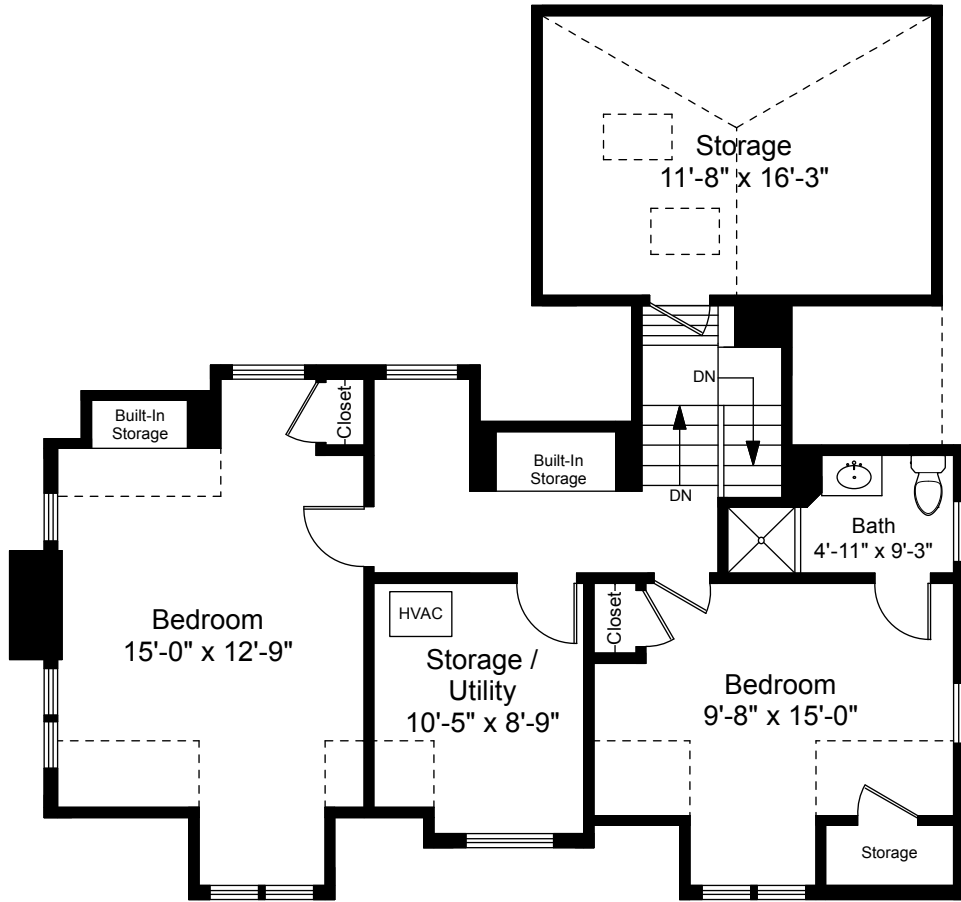 Storage
11'-8" x 16'-3"
DN
Closet
Built-In
Storage
Built-In
Storage
DN
Bath
4'-11" x 9'-3"
HVAC
Closet
Bedroom
15'-0" x 12'-9"
Storage /
Utility
10'-5" x 8'-9"
Bedroom
9'-8" x 15'-0"
Storage